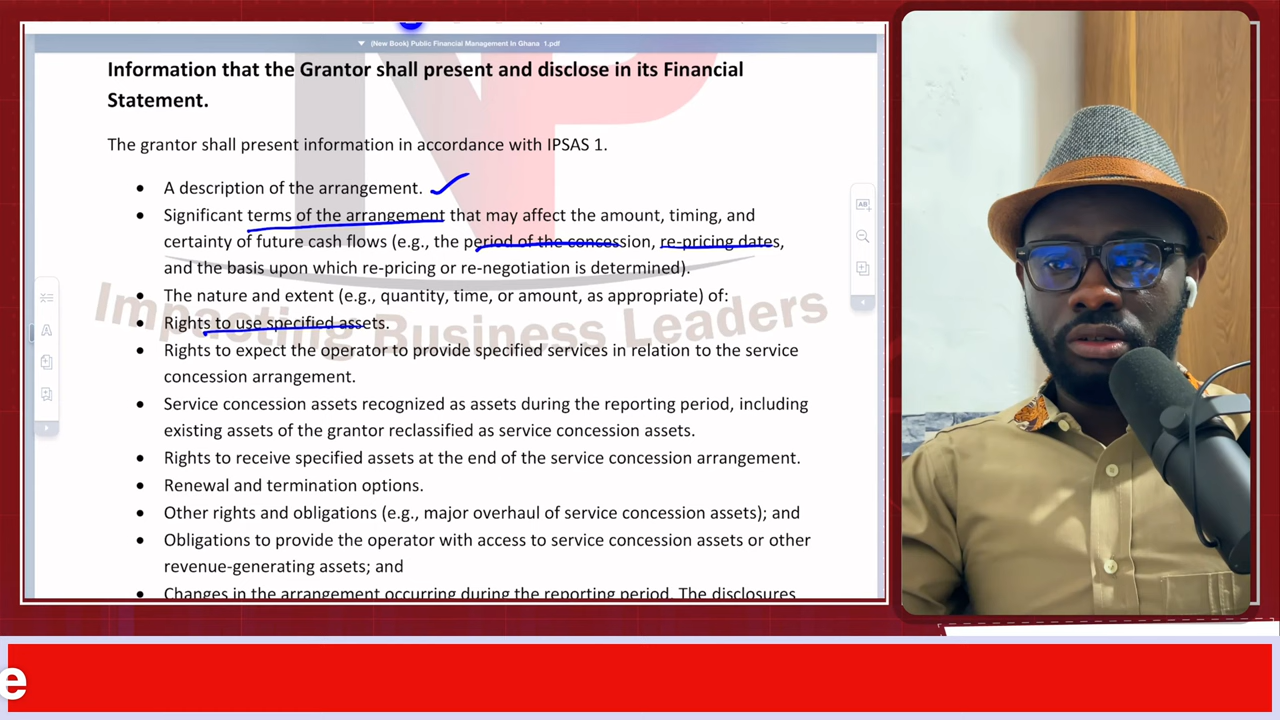 (New Book) Public Financial Management In Ghana 1.pdf
Information that the Grantor shall present and disclose in its Financial
Statement.
The grantor shall present information in accordance with IPSAS 1.
• A description of the arrangement.
• Significant terms of the arrangement that may affect the amount, timing, and
certainty of future cash flows (e.g., the period of the concession, re-pricing dates,
and the basis upon which re-pricing or re-negotiation is determined).
• The nature and extent (e.g., quantity, time, or amount, as appropriate) of:
• Rights to use specified assets.
• Rights to expect the operator to provide specified services in relation to the service
concession arrangement.
• Service concession assets recognized as assets during the reporting period, including
existing assets of the grantor reclassified as service concession assets.
• Rights to receive specified assets at the end of the service concession arrangement.
• Renewal and termination options.
• Other rights and obligations (e.g., major overhaul of service concession assets); and
• Obligations to provide the operator with access to service concession assets or other
revenue-generating assets; and
• Changes in the arrangement occurring during the reporting period. The disclosures
Impacting Business Leaders
AB
A
e